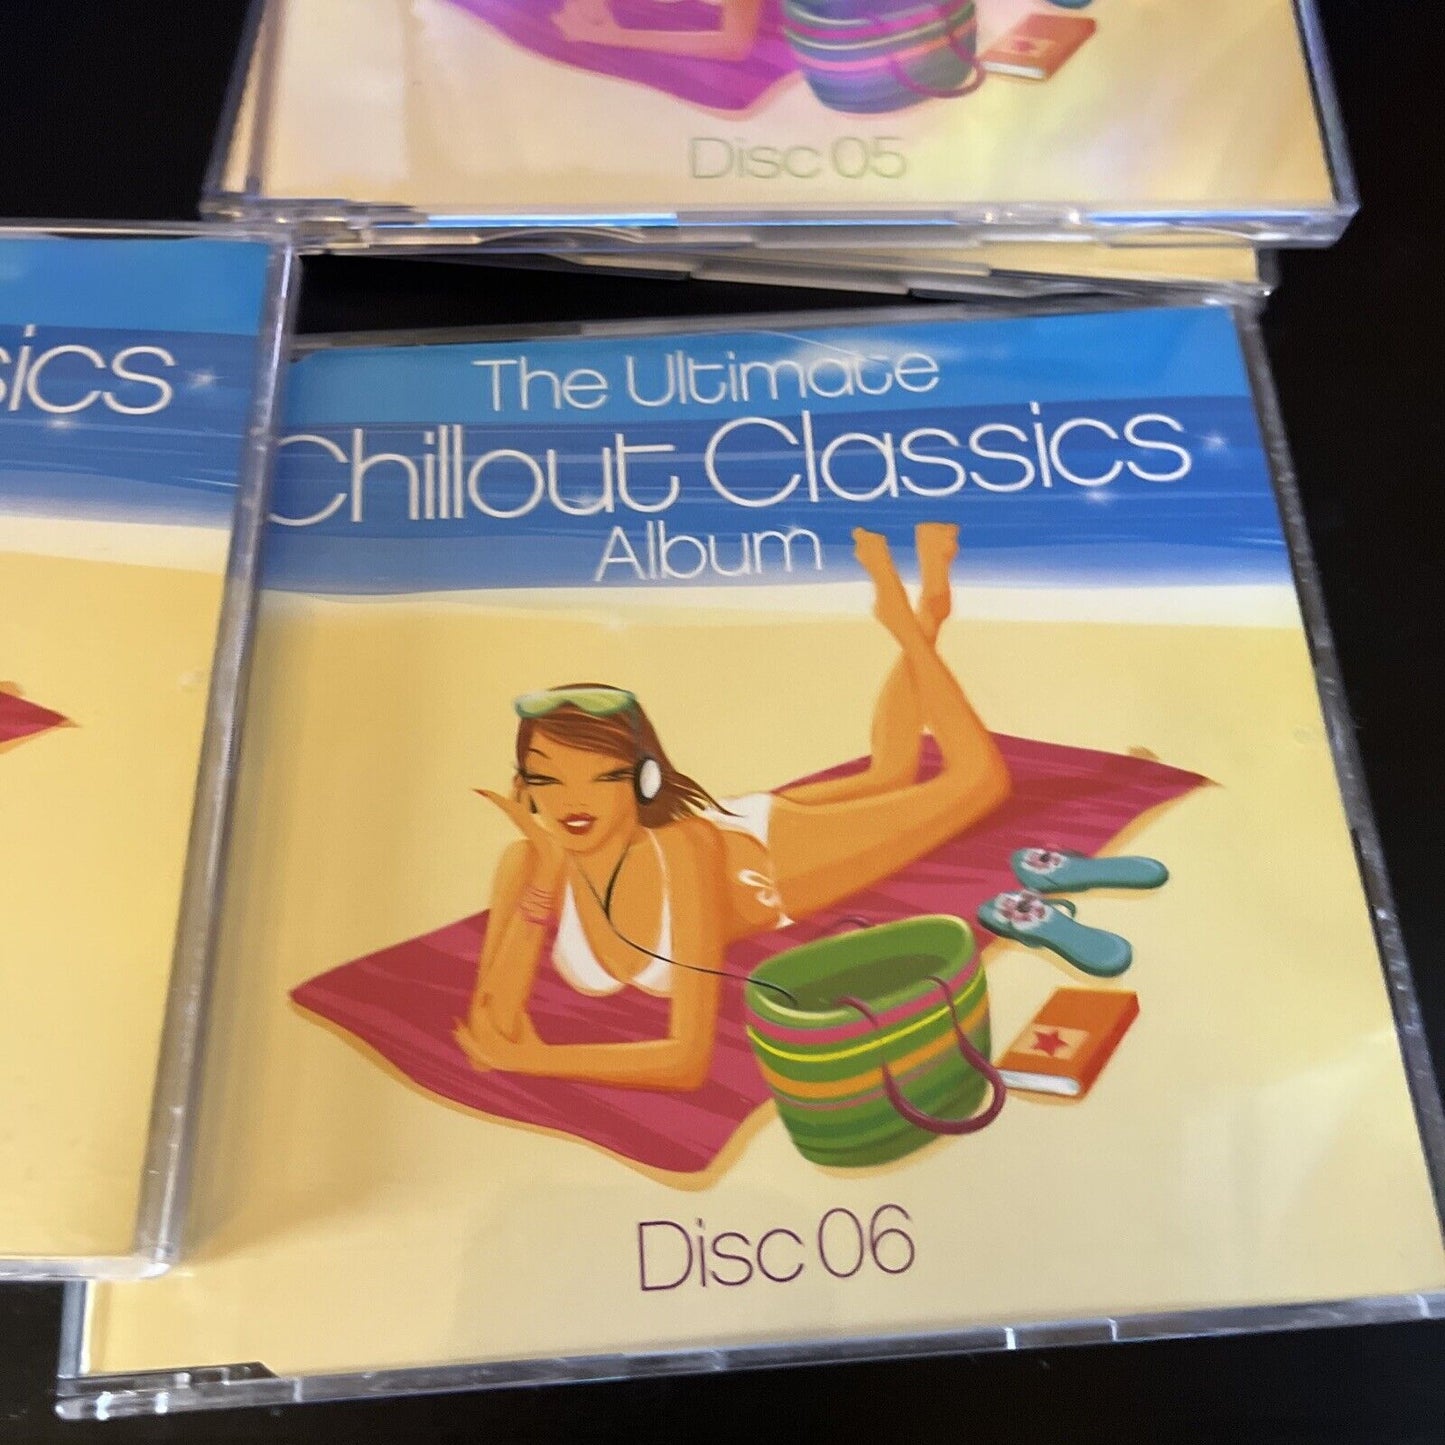 Disc 05
sics
The Ultimate
Chillout Classics
Album
Disc 06